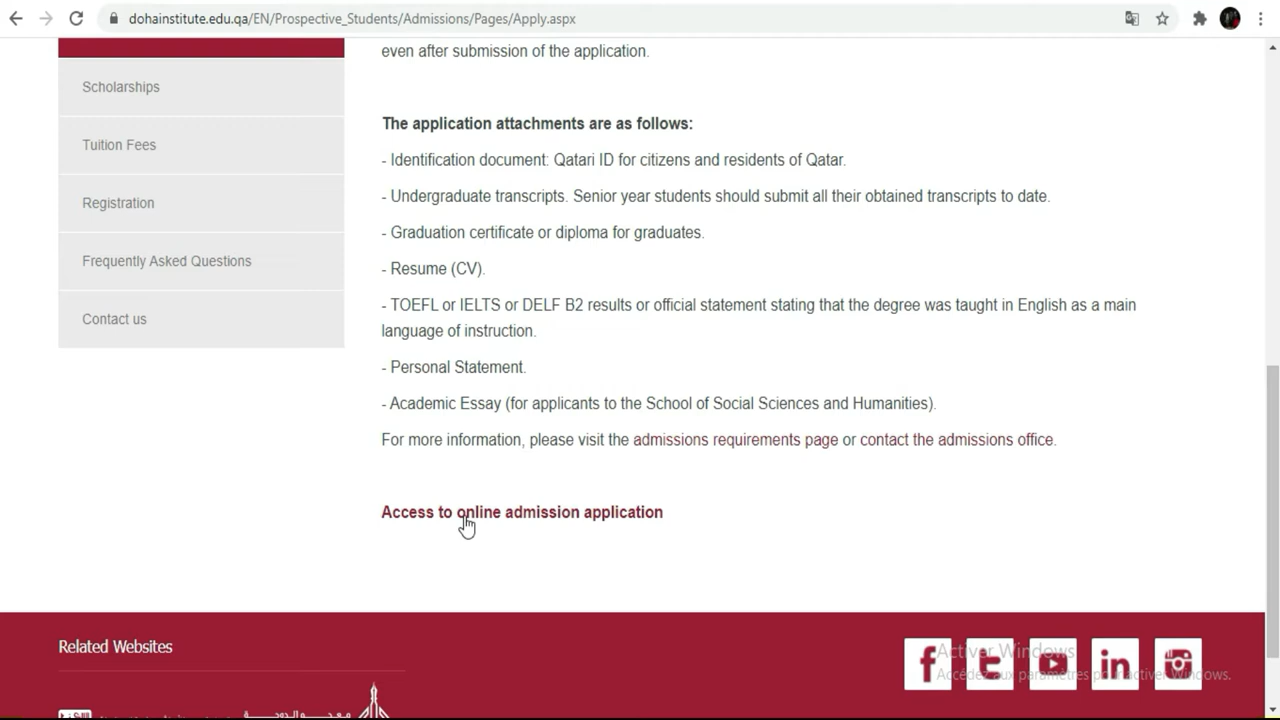 dohainstitute.edu.qa/EN/Prospective_Students/Admissions/Pages/Apply.aspx
even after submission of the application.
Scholarships
Tuition Fees
Registration
Frequently Asked Questions
Contact us
The application attachments are as follows:
- Identification document: Qatari ID for citizens and residents of Qatar.
- Undergraduate transcripts. Senior year students should submit all their obtained transcripts to date.
- Graduation certificate or diploma for graduates.
- Resume (CV).
- TOEFL or IELTS or DELF B2 results or official statement stating that the degree was taught in English as a main
language of instruction.
- Personal Statement.
- Academic Essay (for applicants to the School of Social Sciences and Humanities).
For more information, please visit the admissions requirements page or contact the admissions office.
Access to online admission application
Related Websites
Activer Windows
Accédez aux paramètres pour activer Windows.